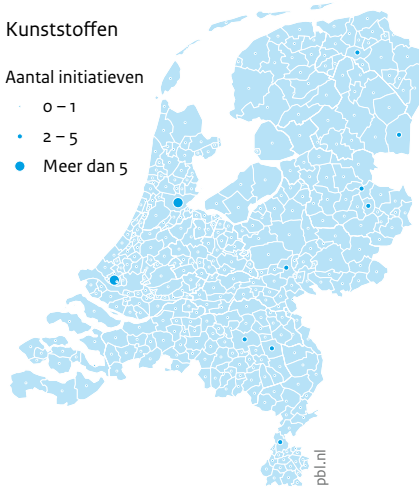 Kunststoffen
Aantal initiatieven
0 – 1
2 – 5
Meer dan 5
pbl.nl